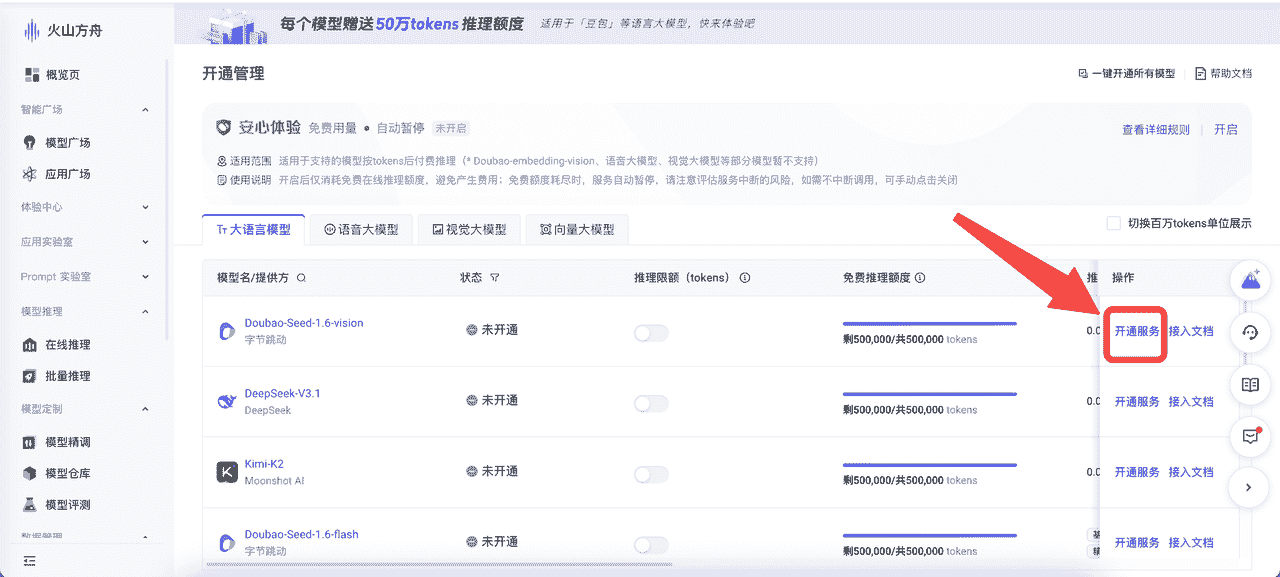 火山方舟
每个模型赠送50万tokens推理额度 适用于「豆包」等语言大模型，快来体验吧
概览页
智能广场
模型广场
应用广场
体验中心
应用实验室
Prompt 实验室
模型推理
在线推理
批量推理
模型定制
模型精调
模型仓库
模型评测
数据管理
开通管理
一键开通所有模型 帮助文档
安心体验 免费用量 • 自动暂停 未开启
查看详细规则 开启
适用范围 适用于支持的模型按tokens后付费推理（* Doubao-embedding-vision、语音大模型、视觉大模型等部分模型暂不支持）
使用说明 开启后仅消耗免费在线推理额度，避免产生费用；免费额度耗尽时，服务自动暂停，请注意评估服务中断的风险，如需不中断调用，可手动点击关闭
大语言模型 语音大模型 视觉大模型 向量大模型
切换百万tokens单位展示
模型名/提供方 状态 推理限额（tokens） 免费推理额度 推 操作
Doubao-Seed-1.6-vision
字节跳动
未开通
剩500,000/共500,000 tokens
0.0
开通服务 接入文档
DeepSeek-V3.1
DeepSeek
未开通
剩500,000/共500,000 tokens
0.0
开通服务 接入文档
Kimi-K2
Moonshot AI
未开通
剩500,000/共500,000 tokens
0.0
开通服务 接入文档
Doubao-Seed-1.6-flash
字节跳动
未开通
剩500,000/共500,000 tokens
开通服务 接入文档